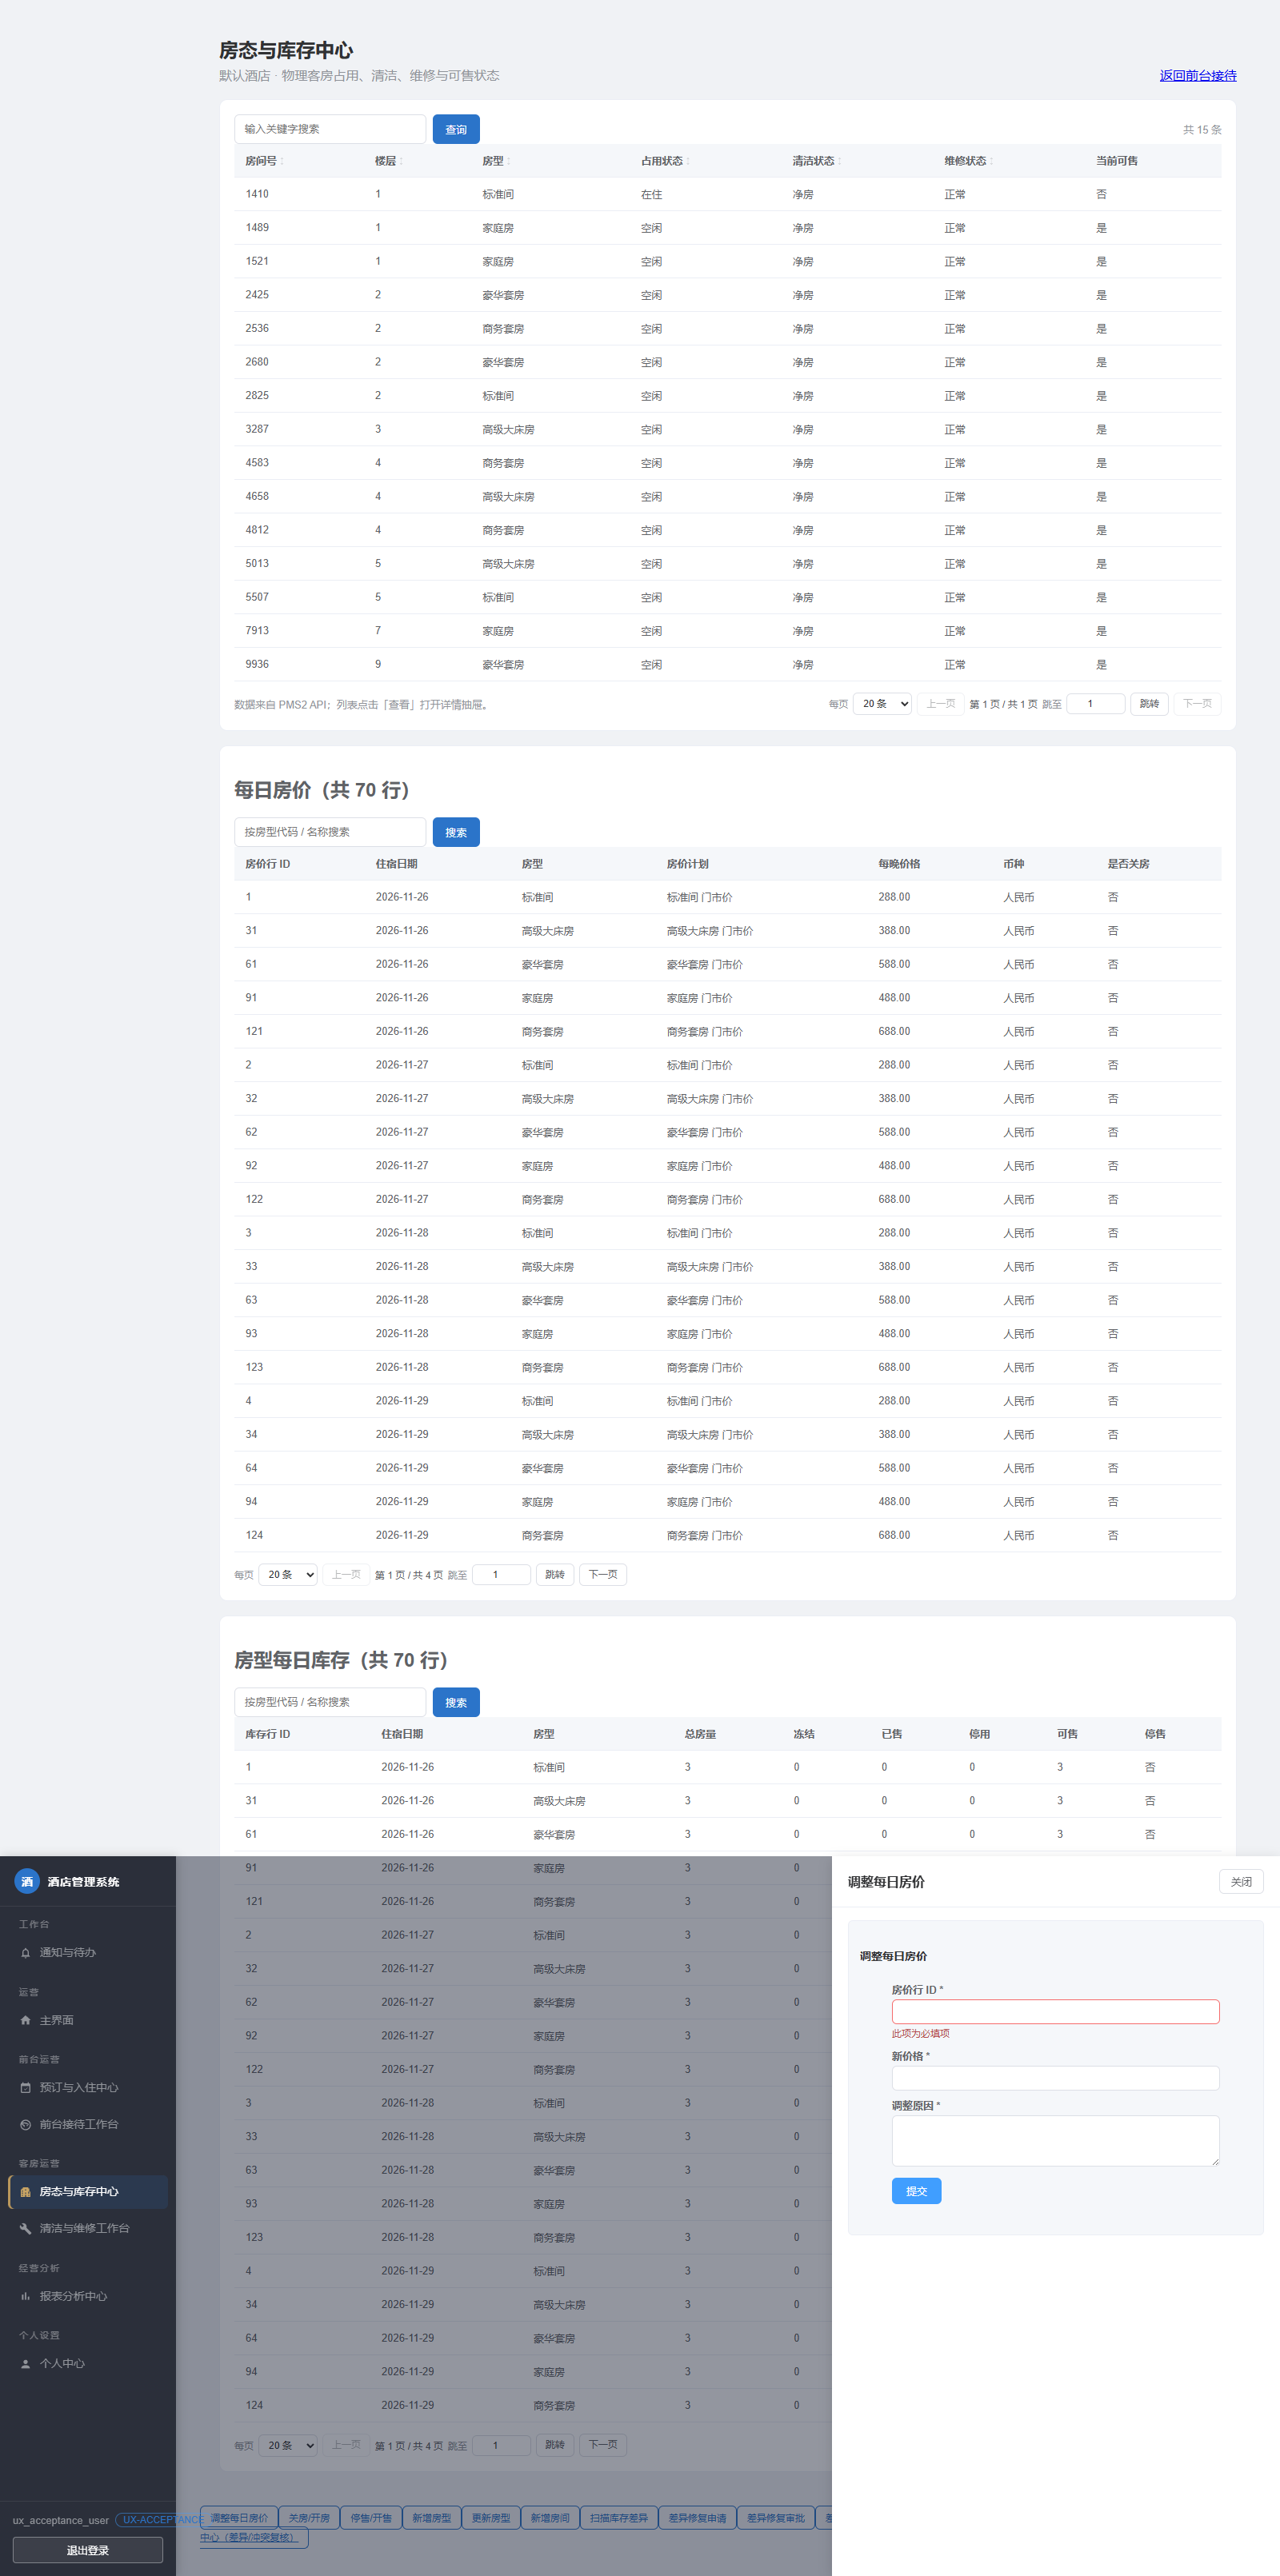 房态与库存中心
默认酒店 · 物理客房占用、清洁、维修与可售状态
返回前台接待
输入关键字搜索 查询 共 15 条
房间号 楼层 房型 占用状态 清洁状态 维修状态 当前可售
1410 1 标准间 在住 净房 正常 否
1489 1 家庭房 空闲 净房 正常 是
1521 1 家庭房 空闲 净房 正常 是
2425 2 豪华套房 空闲 净房 正常 是
2536 2 商务套房 空闲 净房 正常 是
2680 2 豪华套房 空闲 净房 正常 是
2825 2 标准间 空闲 净房 正常 是
3287 3 高级大床房 空闲 净房 正常 是
4583 4 商务套房 空闲 净房 正常 是
4658 4 高级大床房 空闲 净房 正常 是
4812 4 商务套房 空闲 净房 正常 是
5013 5 高级大床房 空闲 净房 正常 是
5507 5 标准间 空闲 净房 正常 是
7913 7 家庭房 空闲 净房 正常 是
9936 9 豪华套房 空闲 净房 正常 是
数据来自 PMS2 API；列表点击「查看」打开详情抽屉。 每页 20 条 上一页 第 1 页 / 共 1 页 跳至 1 跳转 下一页
每日房价（共 70 行）
按房型代码 / 名称搜索 搜索
房价行 ID 住宿日期 房型 房价计划 每晚价格 币种 是否关房
1 2026-11-26 标准间 标准间 门市价 288.00 人民币 否
31 2026-11-26 高级大床房 高级大床房 门市价 388.00 人民币 否
61 2026-11-26 豪华套房 豪华套房 门市价 588.00 人民币 否
91 2026-11-26 家庭房 家庭房 门市价 488.00 人民币 否
121 2026-11-26 商务套房 商务套房 门市价 688.00 人民币 否
2 2026-11-27 标准间 标准间 门市价 288.00 人民币 否
32 2026-11-27 高级大床房 高级大床房 门市价 388.00 人民币 否
62 2026-11-27 豪华套房 豪华套房 门市价 588.00 人民币 否
92 2026-11-27 家庭房 家庭房 门市价 488.00 人民币 否
122 2026-11-27 商务套房 商务套房 门市价 688.00 人民币 否
3 2026-11-28 标准间 标准间 门市价 288.00 人民币 否
33 2026-11-28 高级大床房 高级大床房 门市价 388.00 人民币 否
63 2026-11-28 豪华套房 豪华套房 门市价 588.00 人民币 否
93 2026-11-28 家庭房 家庭房 门市价 488.00 人民币 否
123 2026-11-28 商务套房 商务套房 门市价 688.00 人民币 否
4 2026-11-29 标准间 标准间 门市价 288.00 人民币 否
34 2026-11-29 高级大床房 高级大床房 门市价 388.00 人民币 否
64 2026-11-29 豪华套房 豪华套房 门市价 588.00 人民币 否
94 2026-11-29 家庭房 家庭房 门市价 488.00 人民币 否
124 2026-11-29 商务套房 商务套房 门市价 688.00 人民币 否
每页 20 条 上一页 第 1 页 / 共 4 页 跳至 1 跳转 下一页
房型每日库存（共 70 行）
按房型代码 / 名称搜索 搜索
库存行 ID 住宿日期 房型 总房量 冻结 已售 停用 可售 停售
1 2026-11-26 标准间 3 0 0 0 3 否
31 2026-11-26 高级大床房 3 0 0 0 3 否
61 2026-11-26 豪华套房 3 0 0 0 3 否
91 2026-11-26 家庭房 3 0
121 2026-11-26 商务套房 3 0
2 2026-11-27 标准间 3 0
32 2026-11-27 高级大床房 3 0
62 2026-11-27 豪华套房 3 0
92 2026-11-27 家庭房 3 0
122 2026-11-27 商务套房 3 0
3 2026-11-28 标准间 3 0
33 2026-11-28 高级大床房 3 0
63 2026-11-28 豪华套房 3 0
93 2026-11-28 家庭房 3 0
123 2026-11-28 商务套房 3 0
4 2026-11-29 标准间 3 0
34 2026-11-29 高级大床房 3 0
64 2026-11-29 豪华套房 3 0
94 2026-11-29 家庭房 3 0
124 2026-11-29 商务套房 3 0
每页 20 条 上一页 第 1 页 / 共 4 页 跳至 1 跳转 下一页
调整每日房价 关房/开房 停售/开售 新增房型 更新房型 新增房间 扫描库存差异 差异修复申请 差异修复审批
中心（差异/冲突复核）
酒 酒店管理系统
工作台
通知与待办
运营
主界面
前台运营
预订与入住中心
前台接待工作台
客房运营
房态与库存中心
清洁与维修工作台
经营分析
报表分析中心
个人设置
个人中心
ux_acceptance_user UX-ACCEPTANCE
退出登录
调整每日房价 关闭
调整每日房价
房价行 ID *
此项为必填项
新价格 *
调整原因 *
提交